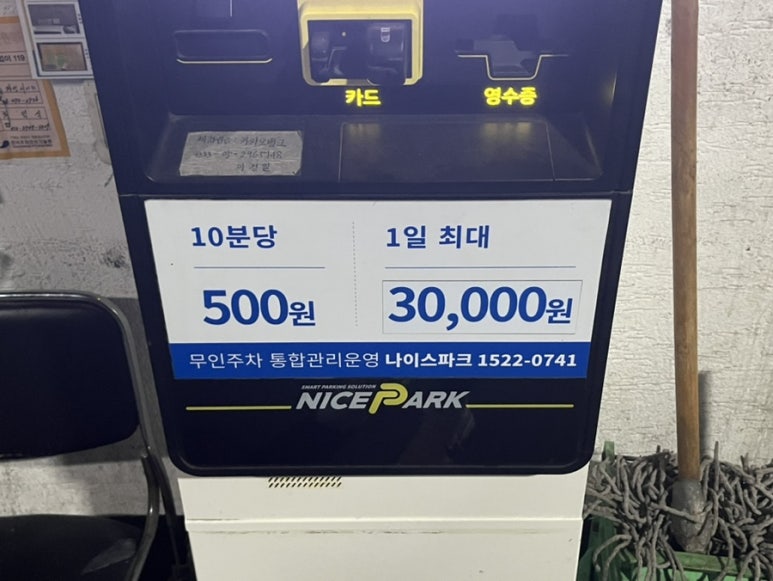 카드
영수증
10분당
1일 최대
500원
30,000원
무인주차 통합관리운영 나이스파크 1522-0741
SMART PARKING SOLUTION
NICEPARK